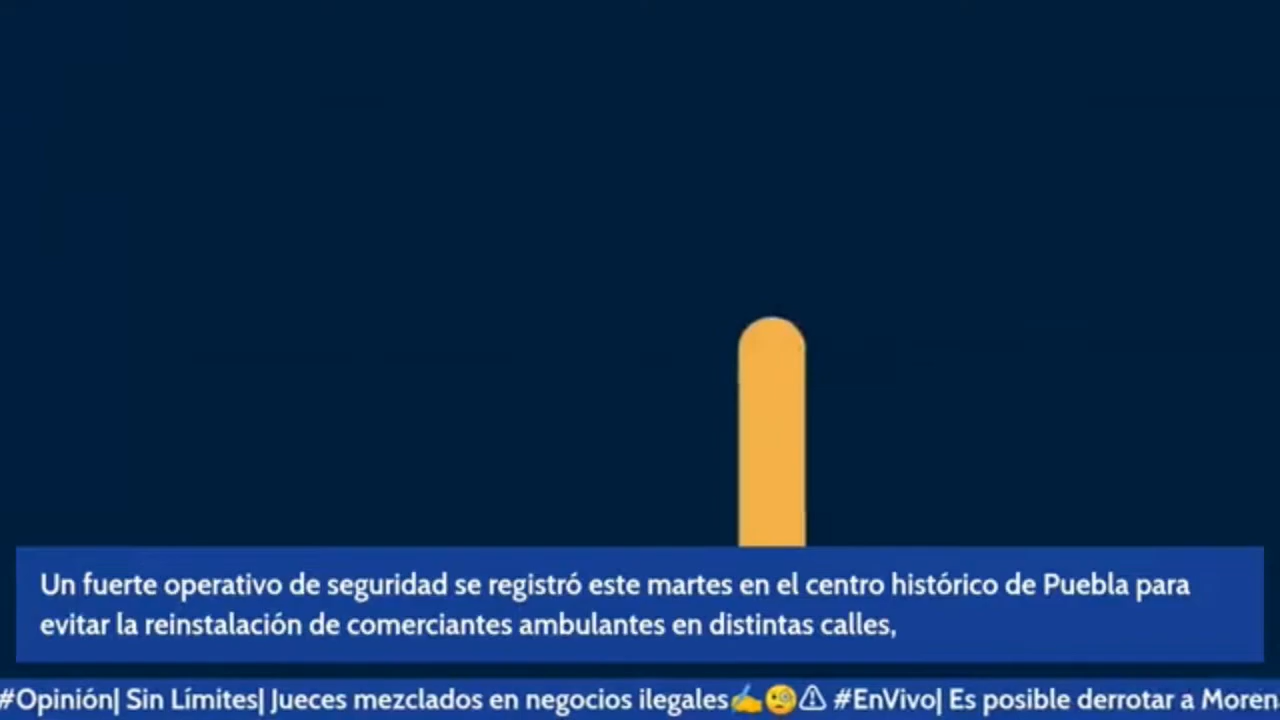 Un fuerte operativo de seguridad se registró este martes en el centro histórico de Puebla para
evitar la reinstalación de comerciantes ambulantes en distintas calles,
#Opinión| Sin Límites| Jueces mezclados en negocios ilegales✍️🧐⚠ #EnVivo| Es posible derrotar a Moren